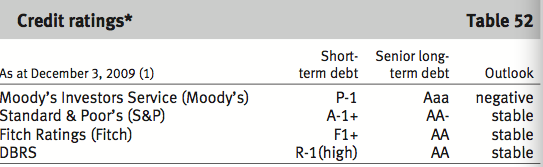 Credit ratings* Table 52
Short- Senior long-
As at December 3, 2009 (1) term debt term debt Outlook
Moody's Investors Service (Moody's) P-1 Aaa negative
Standard & Poor's (S&P) A-1+ AA- stable
Fitch Ratings (Fitch) F1+ AA stable
DBRS R-1(high) AA stable